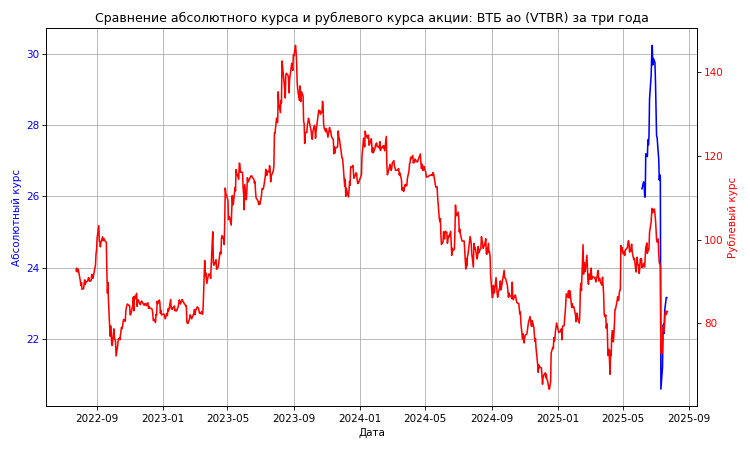 Сравнение абсолютного курса и рублевого курса акции: ВТБ ао (VTBR) за три года
30
28
26
24
22
Абсолютный курс
140
120
100
80
Рублевый курс
2022-09 2023-01 2023-05 2023-09 2024-01 2024-05 2024-09 2025-01 2025-05 2025-09
Дата